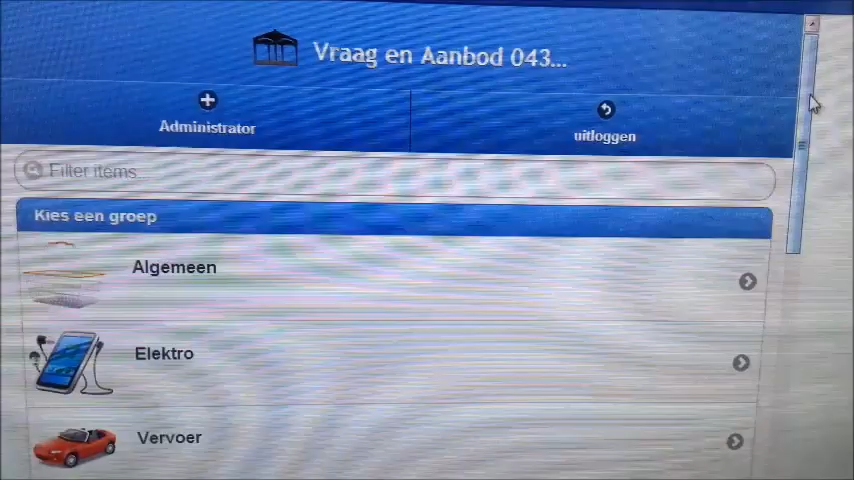 Vraag en Aanbod 043...
Administrator
uitloggen
Filter items...
Kies een groep
Algemeen
Elektro
Vervoer